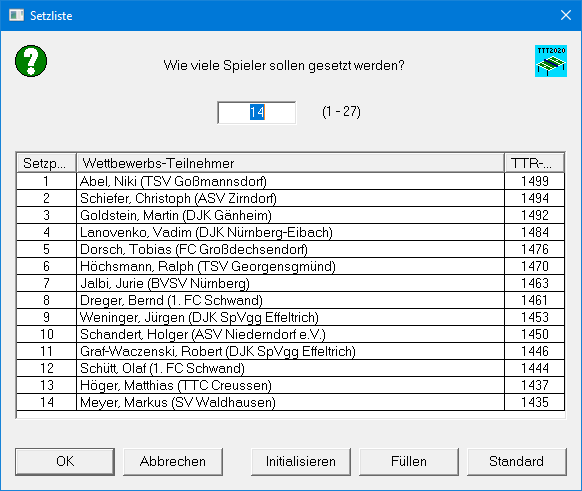 Setzliste
?
TTT2020
Wie viele Spieler sollen gesetzt werden?
14 (1 - 27)
Setzp... Wettbewerbs-Teilnehmer TTR-...
1 Abel, Niki (TSV Goßmannsdorf) 1499
2 Schiefer, Christoph (ASV Zirndorf) 1494
3 Goldstein, Martin (DJK Gänheim) 1492
4 Lanovenko, Vadim (DJK Nürnberg-Eibach) 1484
5 Dorsch, Tobias (FC Großdechsendorf) 1476
6 Höchsmann, Ralph (TSV Georgensgmünd) 1470
7 Jalbi, Jurie (BVSV Nürnberg) 1463
8 Dreger, Bernd (1. FC Schwand) 1461
9 Weninger, Jürgen (DJK SpVgg Effeltrich) 1453
10 Schandert, Holger (ASV Niederndorf e.V.) 1450
11 Graf-Waczenski, Robert (DJK SpVgg Effeltrich) 1446
12 Schütt, Olaf (1. FC Schwand) 1444
13 Höger, Matthias (TTC Creussen) 1437
14 Meyer, Markus (SV Waldhausen) 1435
OK Abbrechen Initialisieren Füllen Standard